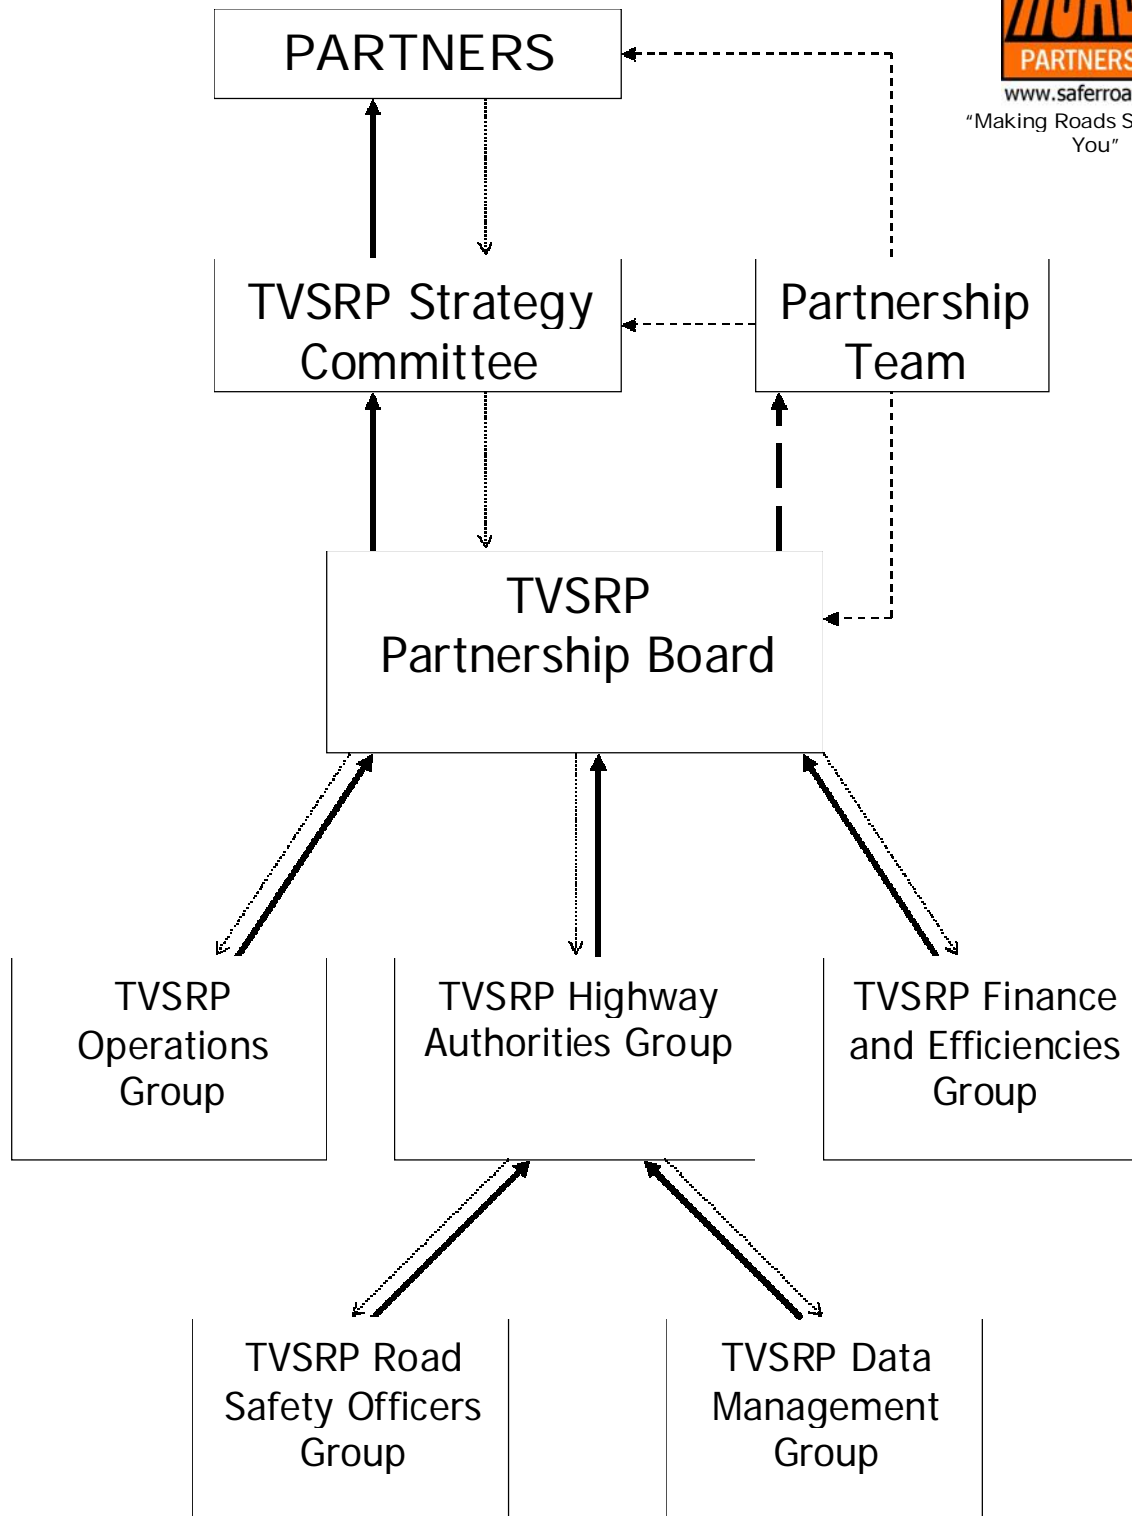 PARTNERS
PARTNERS
www.saferroa
"Making Roads S
You"
TVSRP Strategy
Committee
Partnership
Team
TVSRP
Partnership Board
TVSRP
Operations
Group
TVSRP Highway
Authorities Group
TVSRP Finance
and Efficiencies
Group
TVSRP Road
Safety Officers
Group
TVSRP Data
Management
Group